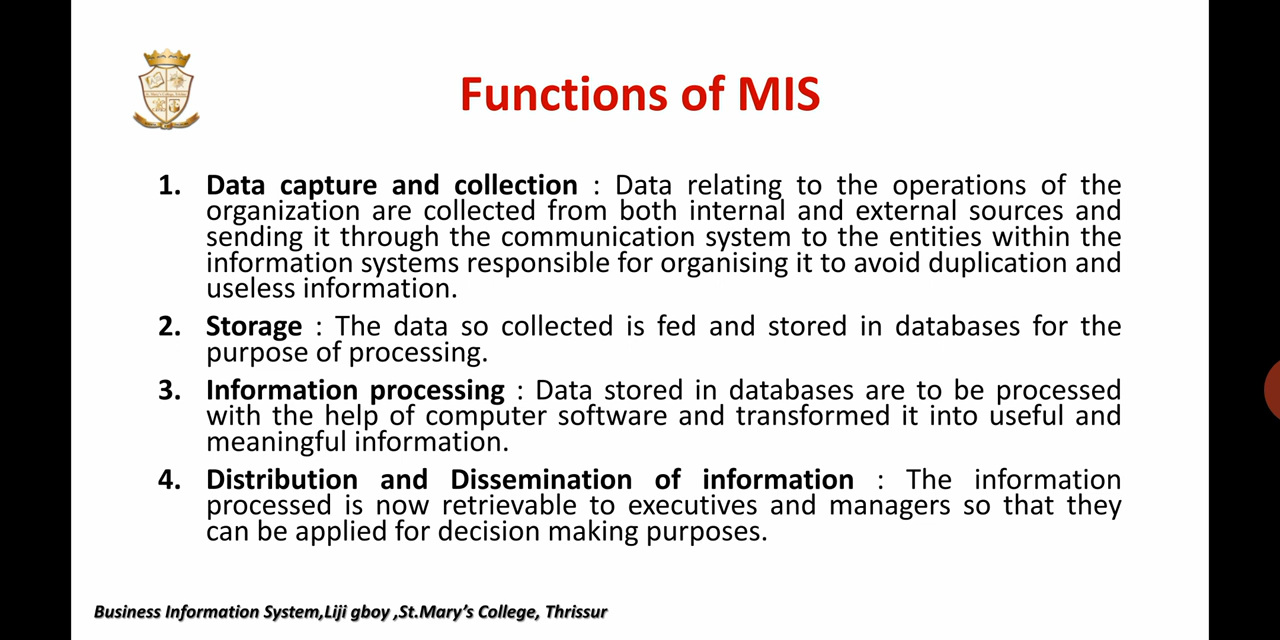 Functions of MIS
1. Data capture and collection : Data relating to the operations of the
organization are collected from both internal and external sources and
sending it through the communication system to the entities within the
information systems responsible for organising it to avoid duplication and
useless information.
2. Storage : The data so collected is fed and stored in databases for the
purpose of processing.
3. Information processing : Data stored in databases are to be processed
with the help of computer software and transformed it into useful and
meaningful information.
4. Distribution and Dissemination of information : The information
processed is now retrievable to executives and managers so that they
can be applied for decision making purposes.
Business Information System,Liji gboy ,St.Mary's College, Thrissur